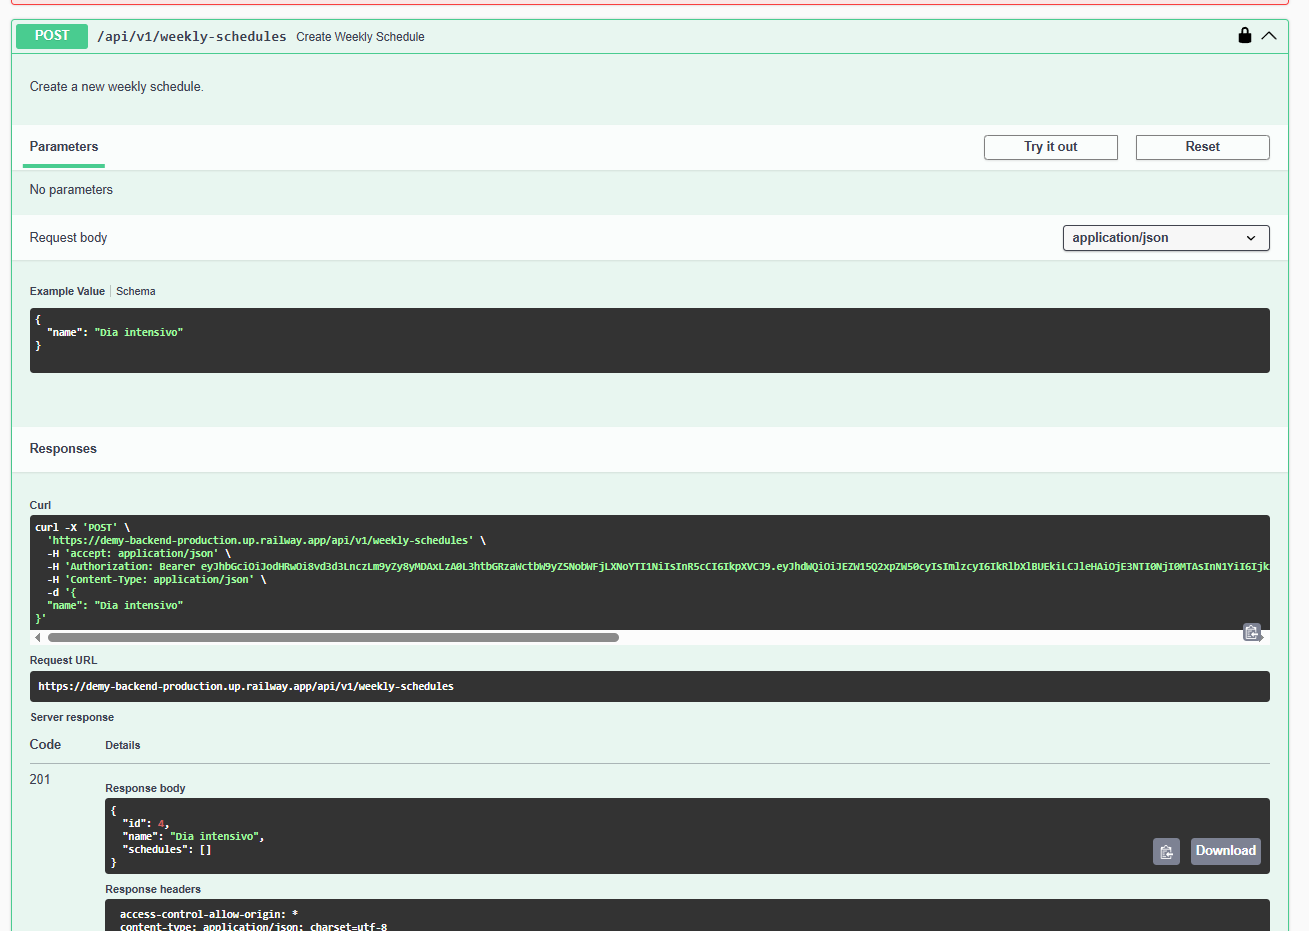 POST /api/v1/weekly-schedules Create Weekly Schedule
Create a new weekly schedule.
Parameters Try it out Reset
No parameters
Request body application/json
Example Value Schema
{
"name": "Dia intensivo"
}
Responses
Curl
curl -X 'POST' \
'https://demy-backend-production.up.railway.app/api/v1/weekly-schedules' \
-H 'accept: application/json' \
-H 'Authorization: Bearer
-H 'Content-Type: application/json' \
-d '{
"name": "Dia intensivo"
}'
Request URL
https://demy-backend-production.up.railway.app/api/v1/weekly-schedules
Server response
Code Details
201
Response body
{
"id": 4,
"name": "Dia intensivo",
"schedules": []
}
Download
Response headers
access-control-allow-origin: *
content-type: application/json; charset=utf-8